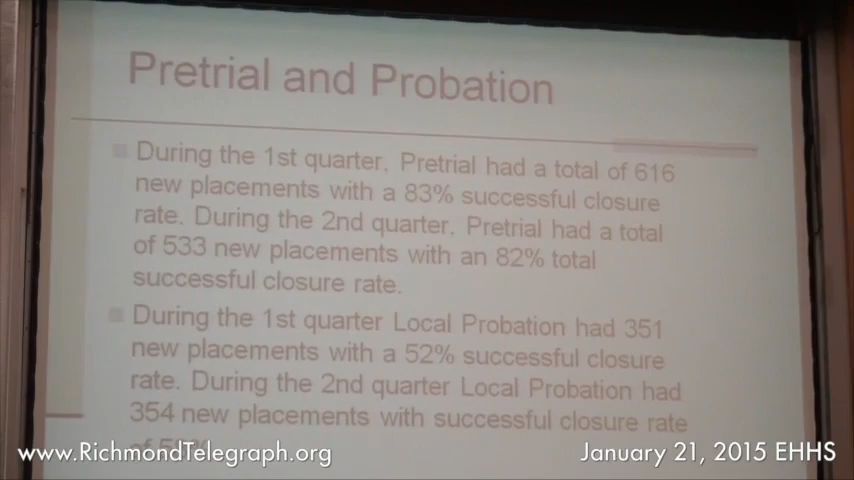 Pretrial and Probation
During the 1st quarter, Pretrial had a total of 616
new placements with a 83% successful closure
rate. During the 2nd quarter, Pretrial had a total
of 533 new placements with an 82% total
successful closure rate.
During the 1st quarter Local Probation had 351
new placements with a 52% successful closure
rate. During the 2nd quarter Local Probation had
354 new placements with successful closure rate
of
www.RichmondTelegraph.org
January 21, 2015 EHHS